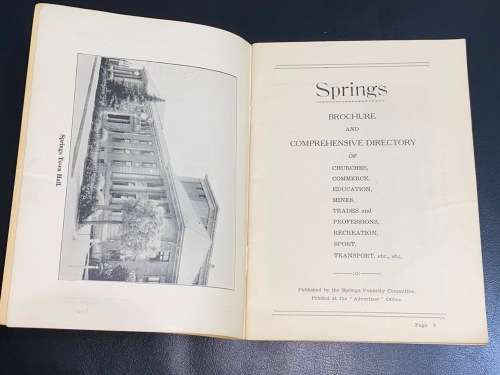 Springs Town Hall.
Springs
BROCHURE
AND
COMPREHENSIVE DIRECTORY
OF
CHURCHES,
COMMERCE,
EDUCATION,
MINES,
TRADES and
PROFESSIONS,
RECREATION,
SPORT,
TRANSPORT, etc., etc.
Published by the Springs Publicity Committee.
Printed at the "Advertiser" Office.
Page